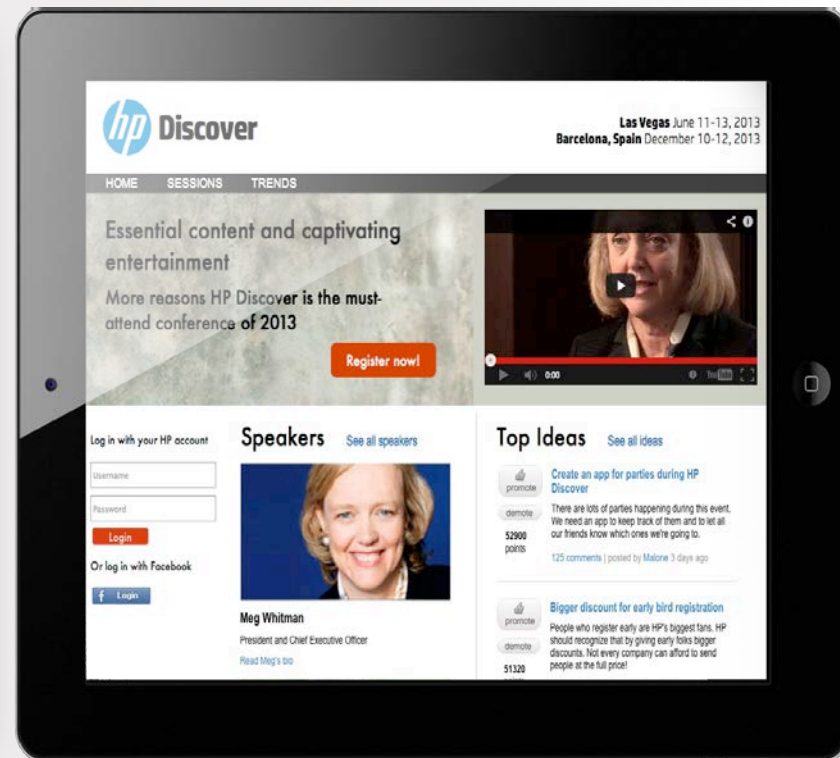 hp Discover
Las Vegas June 11-13, 2013
Barcelona, Spain December 10-12, 2013
HOME SESSIONS TRENDS
Essential content and captivating
entertainment
More reasons HP Discover is the must-
attend conference of 2013
Register now!
0:00
YouTube
Log in with your HP account
Username
Password
Login
Or log in with Facebook
f Login
Speakers See all speakers
Meg Whitman
President and Chief Executive Officer
Read Meg's bio
Top Ideas See all ideas
promote
demote
52900
points
Create an app for parties during HP
Discover
There are lots of parties happening during this event.
We need an app to keep track of them and to let all
our friends know which ones we're going to.
125 comments | posted by Malone 3 days ago
promote
demote
51320
Bigger discount for early bird registration
People who register early are HP's biggest fans. HP
should recognize that by giving early folks bigger
discounts. Not every company can afford to send
people at the full price!